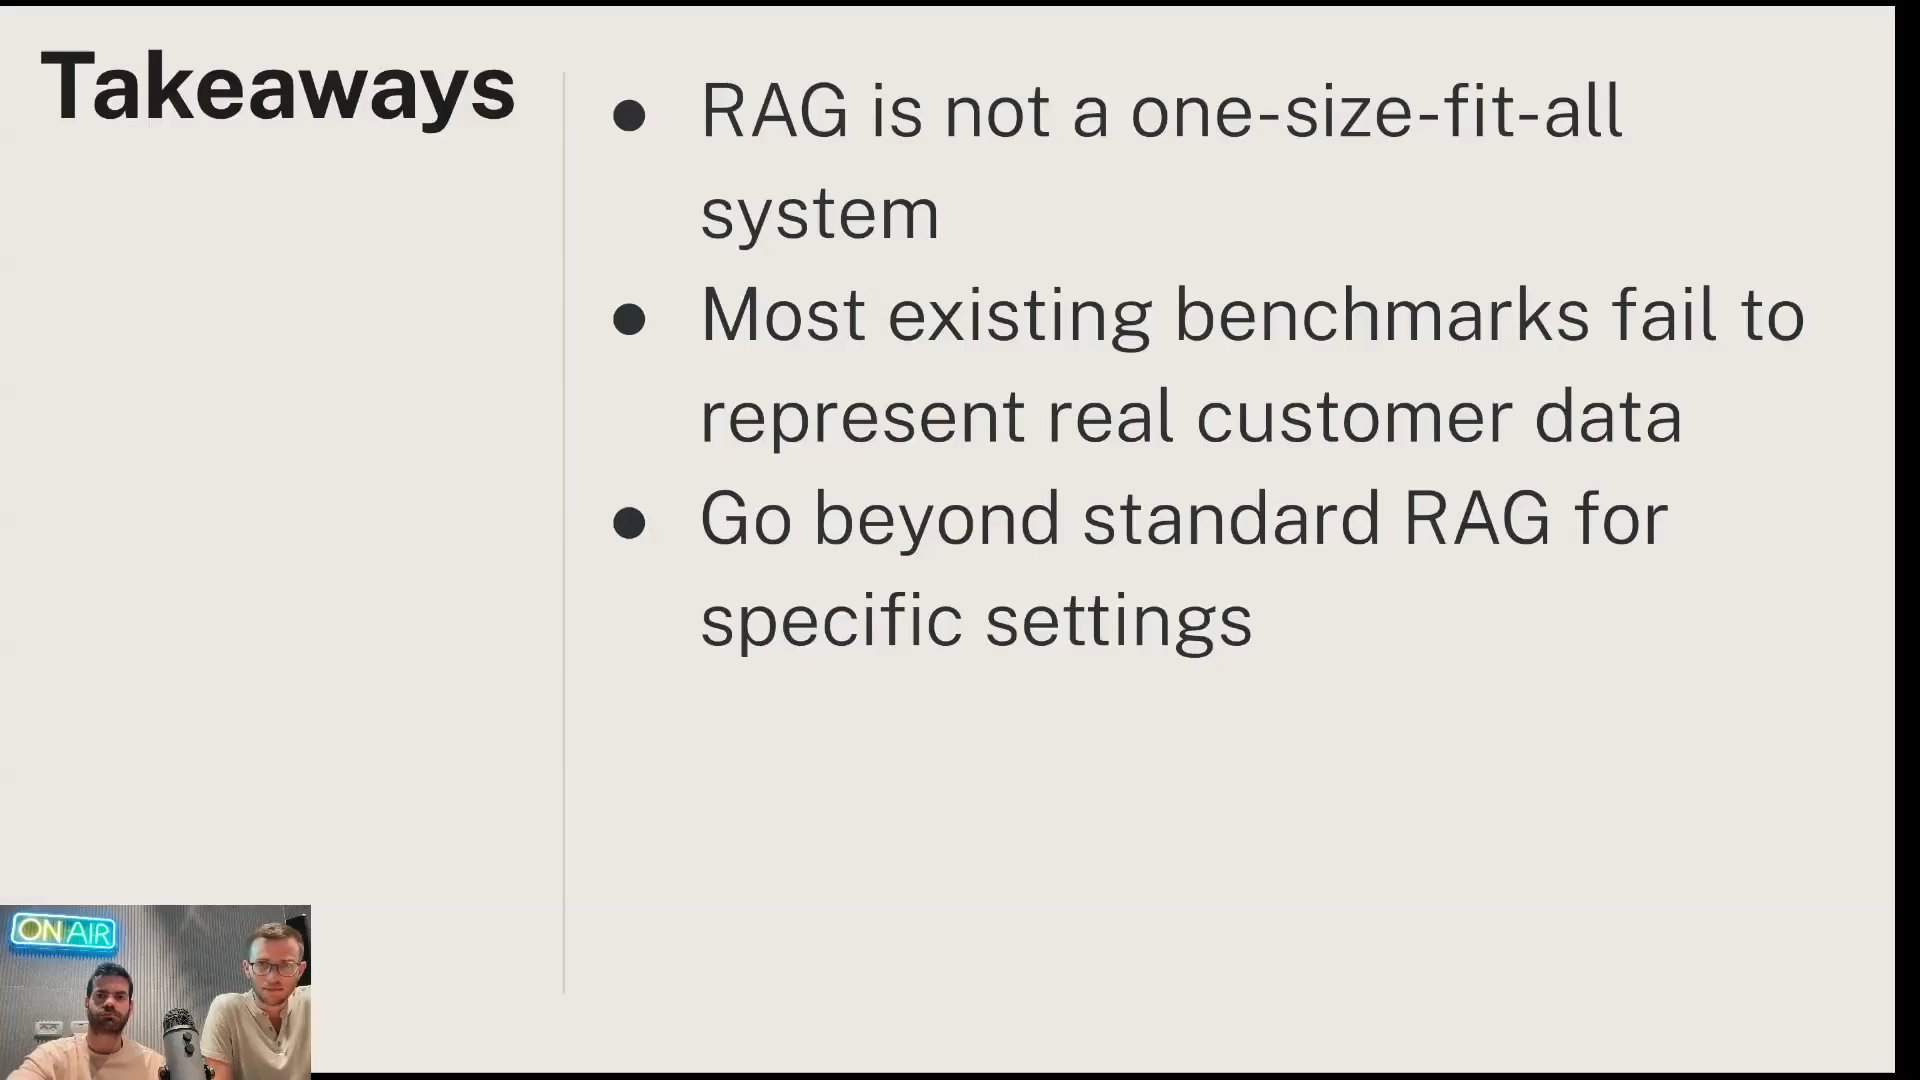 Takeaways
● RAG is not a one-size-fit-all
system
● Most existing benchmarks fail to
represent real customer data
● Go beyond standard RAG for
specific settings
ON AIR